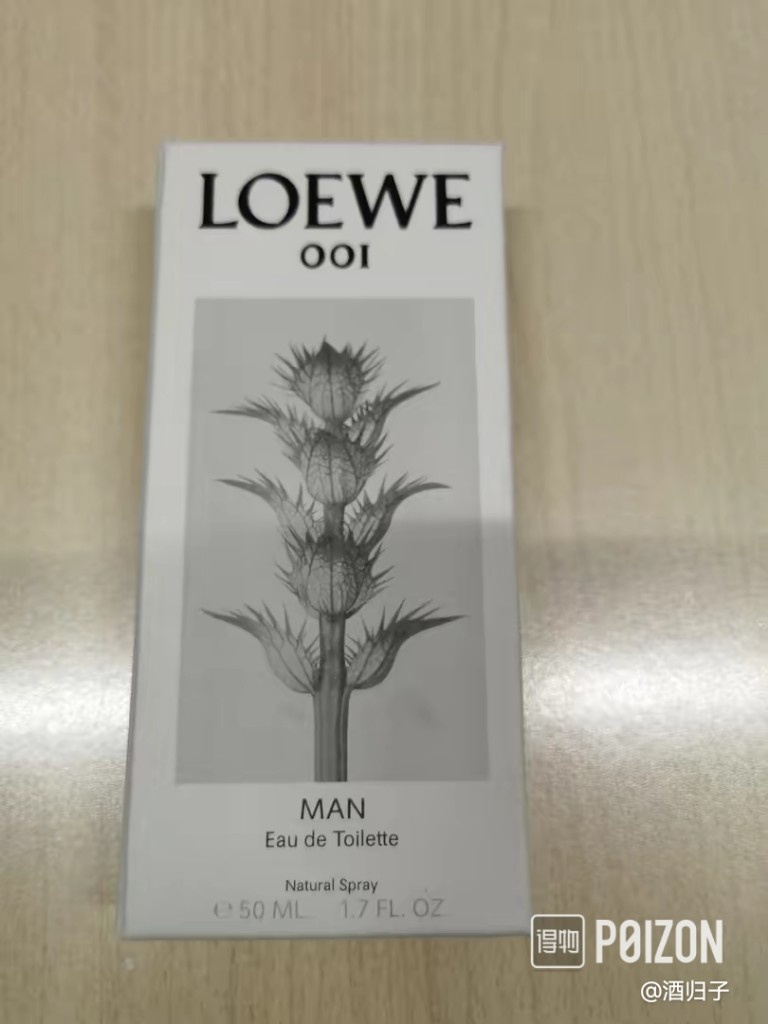 LOEWE
001
MAN
Eau de Toilette
Natural Spray
℮ 50 ML. 1.7 FL. OZ.
得物 POIZON
@酒归子